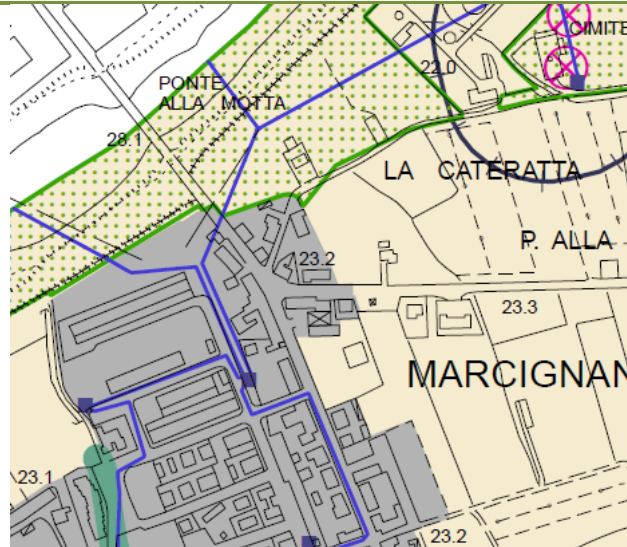 CIMITE
22.0
PONTE
ALLA MOTTA
28.1
LA CATERATTA
P. ALLA
23.2
23.3
MARCIGNAN
23.1
23.2